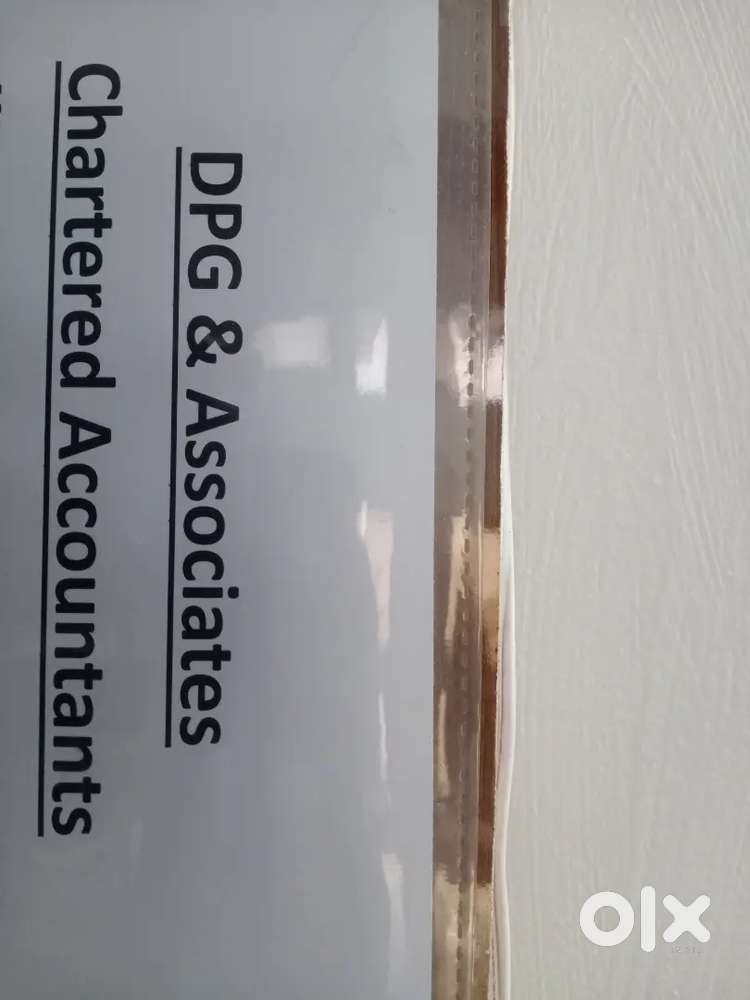 DPG & Associates
Chartered Accountants
olx